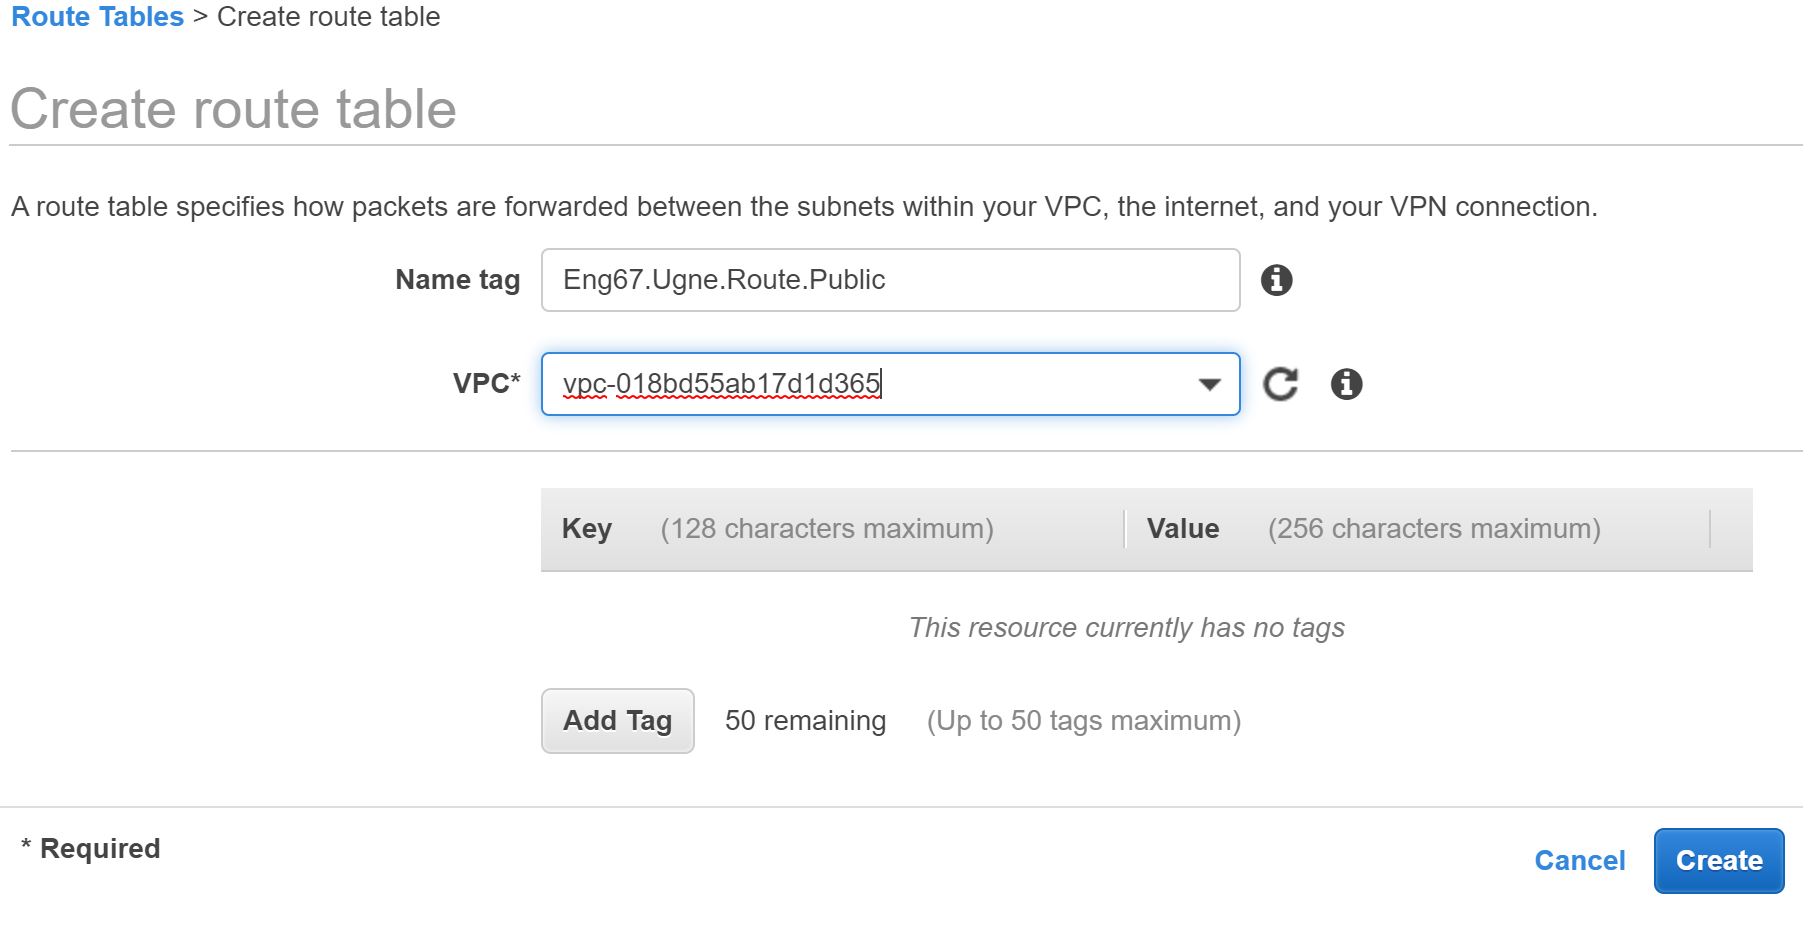 Route Tables > Create route table
Create route table
A route table specifies how packets are forwarded between the subnets within your VPC, the internet, and your VPN connection.
Name tag Eng67.Ugne.Route.Public
VPC* vpc-018bd55ab17d1d365
Key (128 characters maximum) Value (256 characters maximum)
This resource currently has no tags
Add Tag 50 remaining (Up to 50 tags maximum)
* Required
Cancel Create